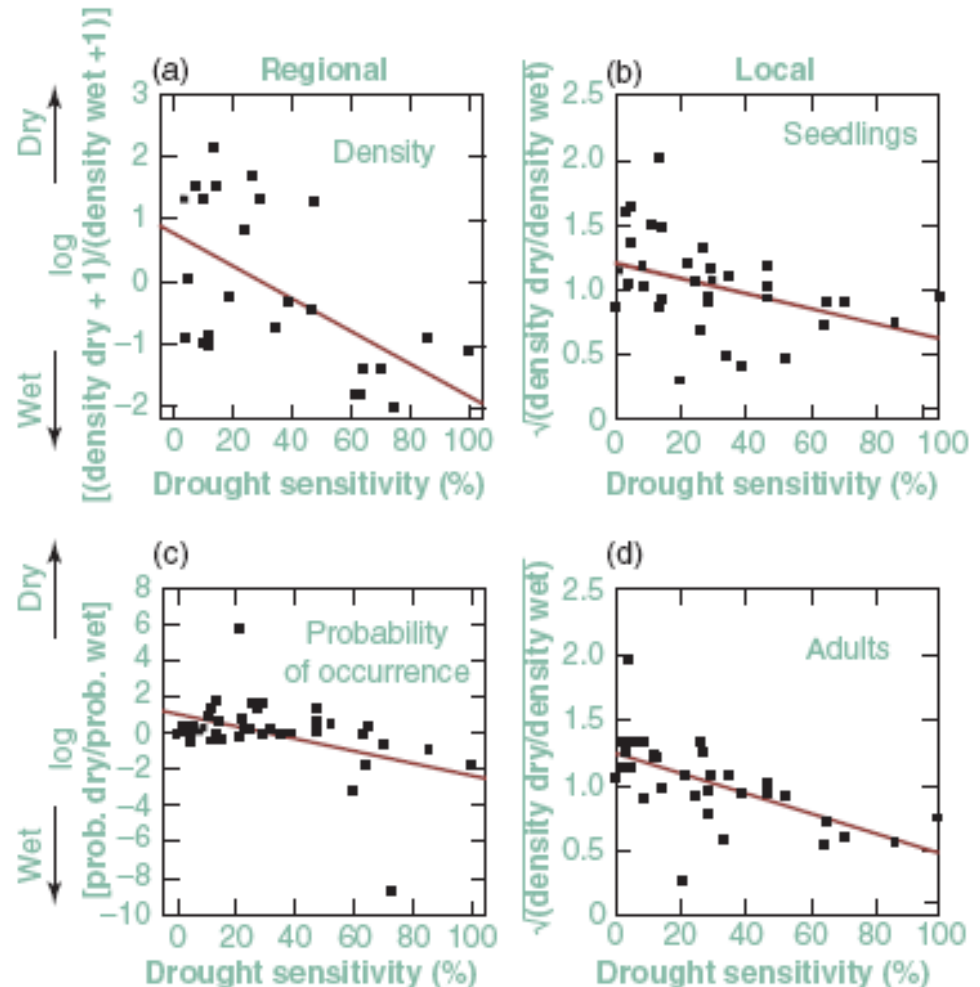 (a) Regional
Dry
log
Wet
[(density dry + 1)/(density wet +1)]
Density
3
2
1
0
−1
−2
0 20 40 60 80 100
Drought sensitivity (%)
(b) Local
√(density dry/density wet)
Seedlings
2.5
2.0
1.5
1.0
0.5
0
0 20 40 60 80 100
Drought sensitivity (%)
(c)
Dry
log
Wet
[prob. dry/prob. wet]
Probability
of occurrence
8
6
4
2
0
−2
−4
−6
−8
−10
0 20 40 60 80 100
Drought sensitivity (%)
(d)
√(density dry/density wet)
Adults
2.5
2.0
1.5
1.0
0.5
0
0 20 40 60 80 100
Drought sensitivity (%)